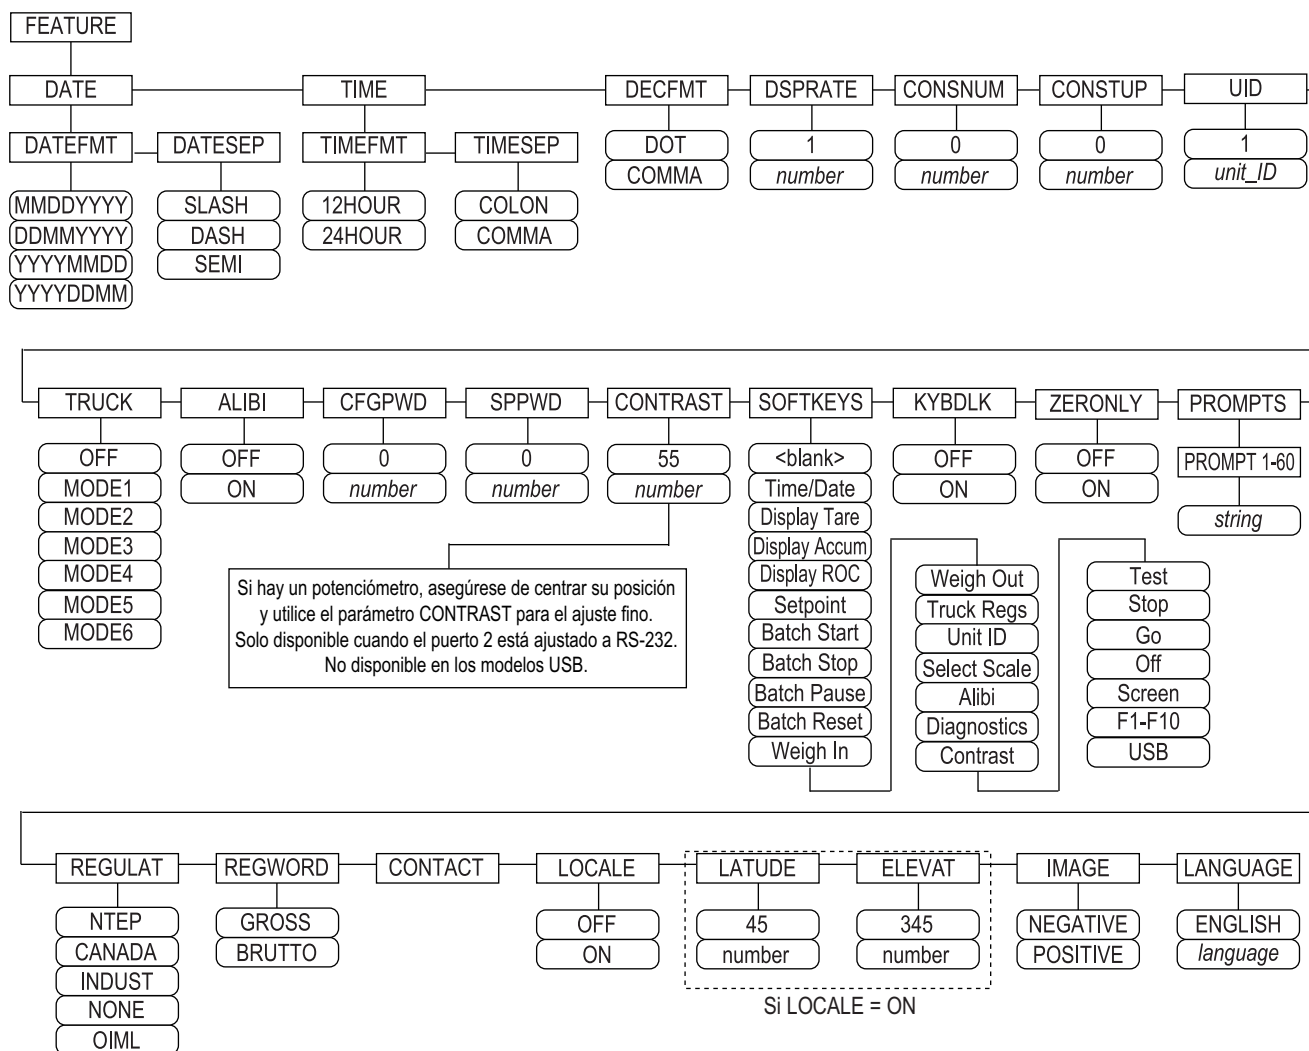 FEATURE
DATE TIME DECFMT DSPRATE CONSNUM CONSTUP UID
DATEFMT DATESEP TIMEFMT TIMESEP DOT 1 0 0 1
COMMA number number number unit_ID
MMDDYYYY SLASH 12HOUR COLON
DDMMYYYY DASH 24HOUR COMMA
YYYYMMDD SEMI
YYYYDDMM
TRUCK ALIBI CFGPWD SPPWD CONTRAST SOFTKEYS KYBDLK ZERONLY PROMPTS
OFF OFF 0 0 55 <blank> OFF OFF PROMPT 1-60
MODE1 ON number number number Time/Date ON ON
MODE2 Display Tare string
MODE3 Display Accum
MODE4 Display ROC
MODE5 Setpoint
MODE6 Batch Start
Batch Stop
Batch Pause
Batch Reset
Weigh In
Weigh Out
Truck Regs
Unit ID
Select Scale
Alibi
Diagnostics
Contrast
Test
Stop
Go
Off
Screen
F1-F10
USB
Si hay un potenciómetro, asegúrese de centrar su posición
y utilice el parámetro CONTRAST para el ajuste fino.
Solo disponible cuando el puerto 2 está ajustado a RS-232.
No disponible en los modelos USB.
REGULAT REGWORD CONTACT LOCALE LATUDE ELEVAT IMAGE LANGUAGE
NTEP GROSS OFF 45 345 NEGATIVE ENGLISH
CANADA BRUTTO ON number number POSITIVE language
INDUST
NONE
OIML
Si LOCALE = ON